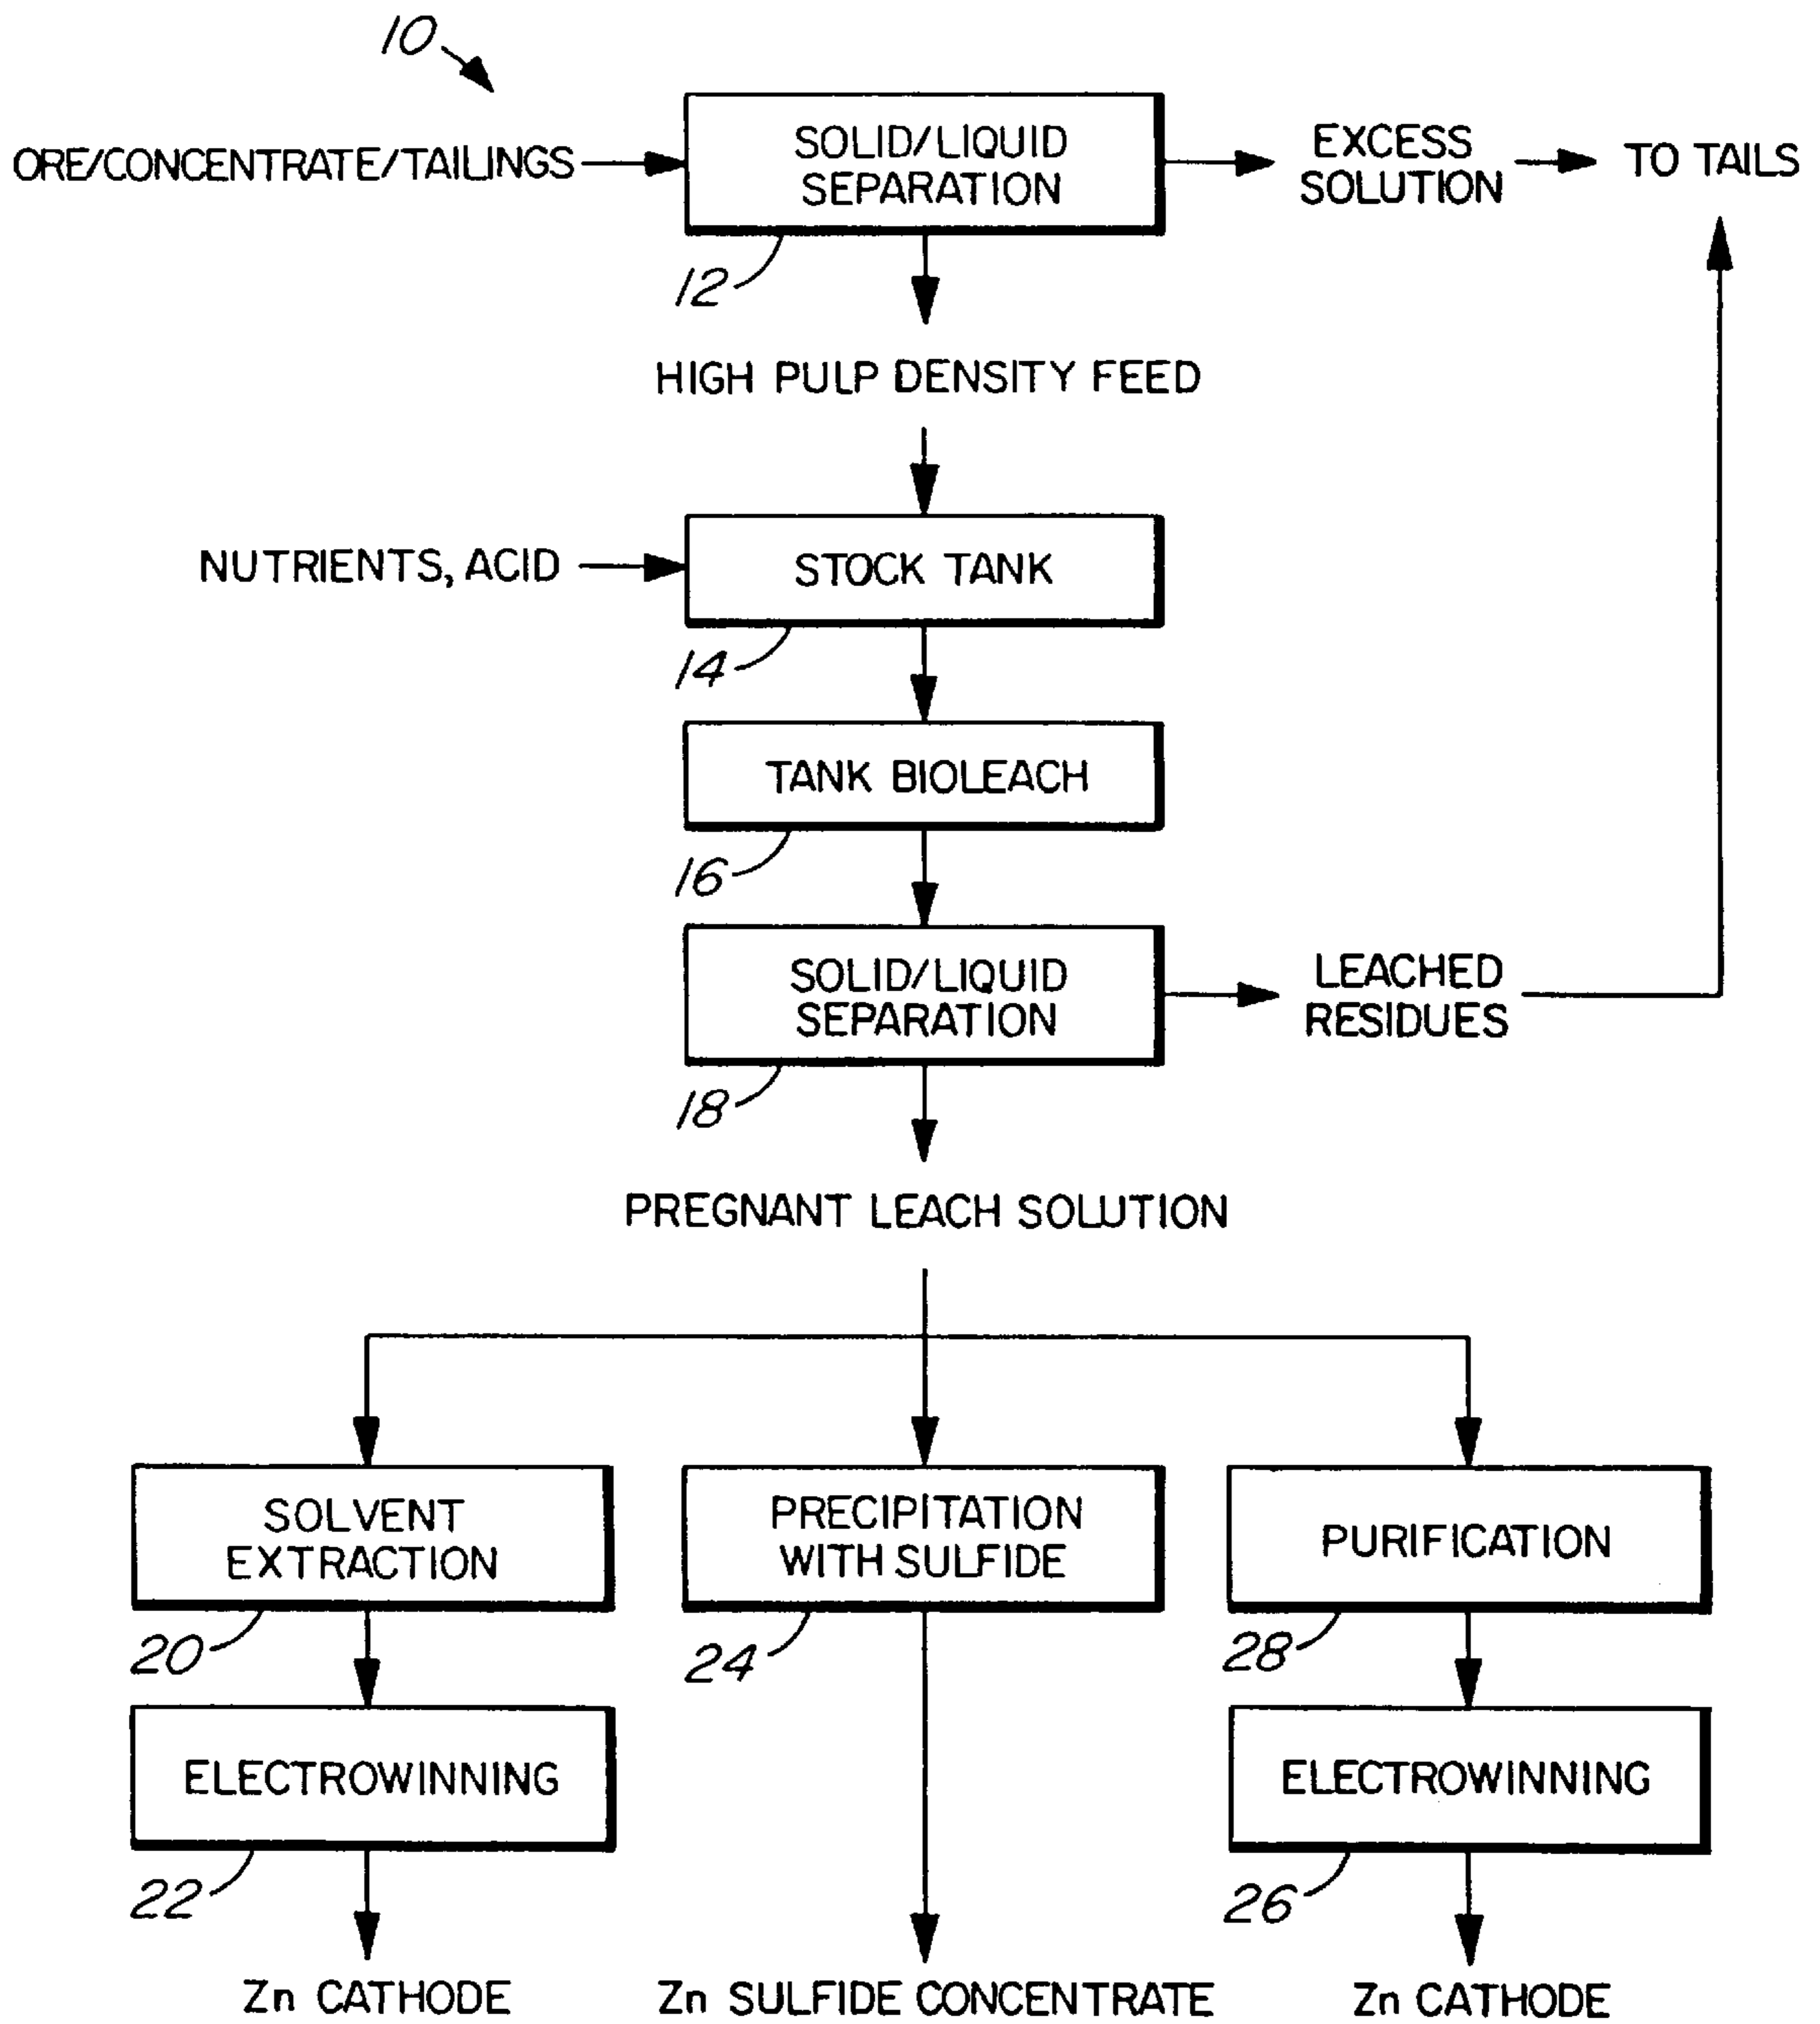 10
ORE/CONCENTRATE/TAILINGS
SOLID/LIQUID
SEPARATION
EXCESS
SOLUTION
TO TAILS
12
HIGH PULP DENSITY FEED
NUTRIENTS, ACID
STOCK TANK
14
TANK BIOLEACH
16
SOLID/LIQUID
SEPARATION
LEACHED
RESIDUES
18
PREGNANT LEACH SOLUTION
SOLVENT
EXTRACTION
PRECIPITATION
WITH SULFIDE
PURIFICATION
20
24
28
ELECTROWINNING
ELECTROWINNING
22
26
Zn CATHODE
Zn SULFIDE CONCENTRATE
Zn CATHODE